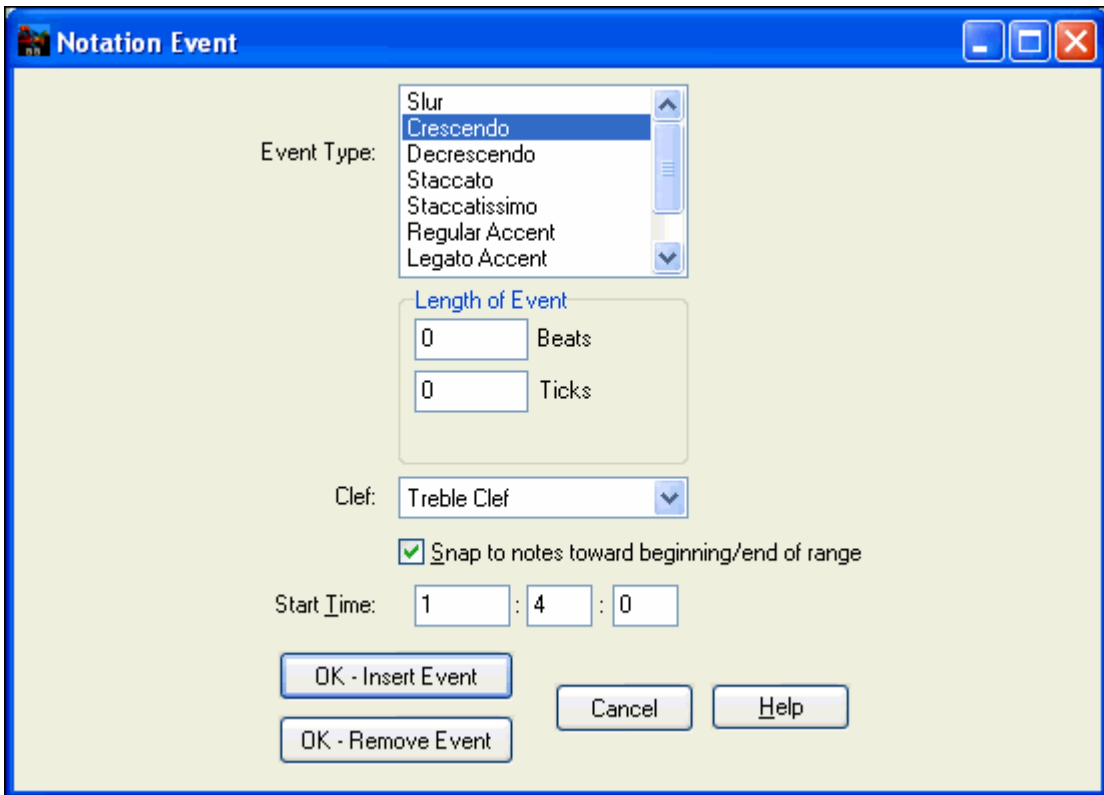 Notation Event
Slur
Crescendo
Event Type:
Decrescendo
Staccato
Staccatissimo
Regular Accent
Legato Accent
Length of Event
0 Beats
0 Ticks
Clef: Treble Clef
Snap to notes toward beginning/end of range
Start Time: 1 : 4 : 0
OK - Insert Event
Cancel Help
OK - Remove Event